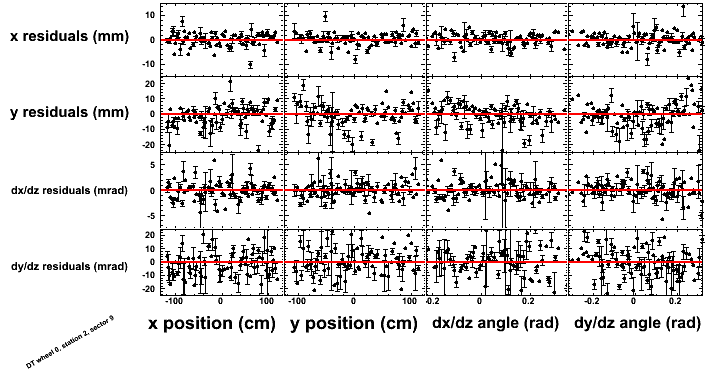 x residuals (mm)
10
0
-10
y residuals (mm)
20
10
0
-10
-20
dx/dz residuals (mrad)
5
0
-5
dy/dz residuals (mrad)
20
10
0
-10
-20
-100 0 100 -100 0 100 -0.2 0 0.2 -0.2 0 0.2
x position (cm) y position (cm) dx/dz angle (rad) dy/dz angle (rad)
DT wheel 0, station 2, sector 9